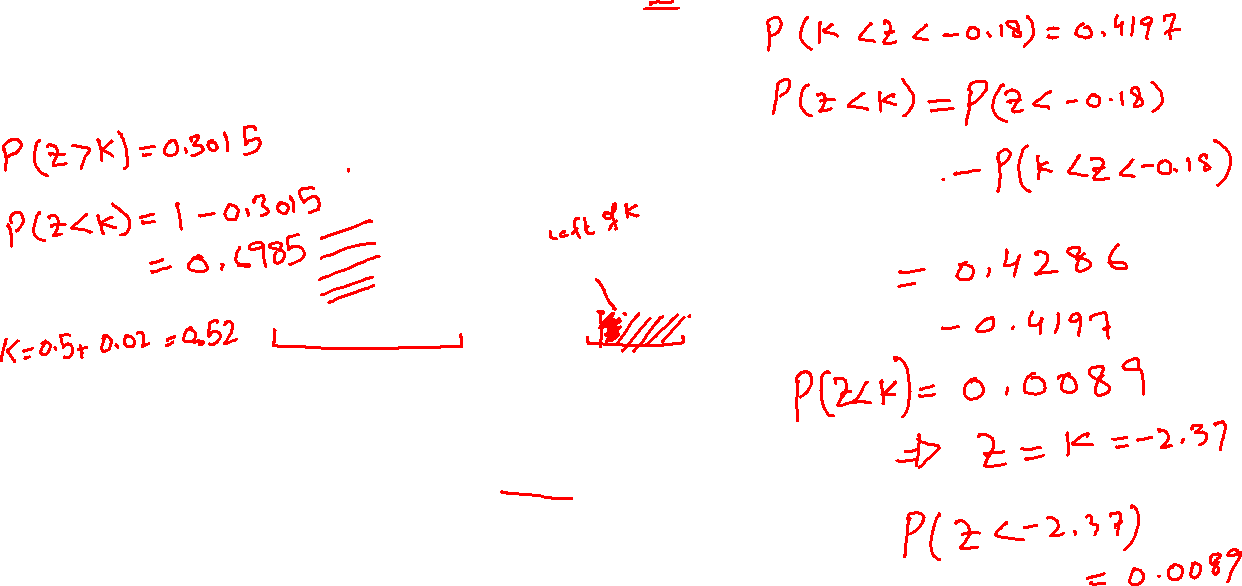 P(Z>K)=0.3015
P(Z<K)=1-0.3015
=0.6985
K=0.5+0.02=0.52
Left of K
P(K<Z<-0.18)=0.4197
P(Z<K)=P(Z<-0.18)
-P(K<Z<-0.18)
=0.4286
-0.4197
P(Z<K)=0.0089
⇒ Z=K=-2.37
P(Z<-2.37)
=0.0089